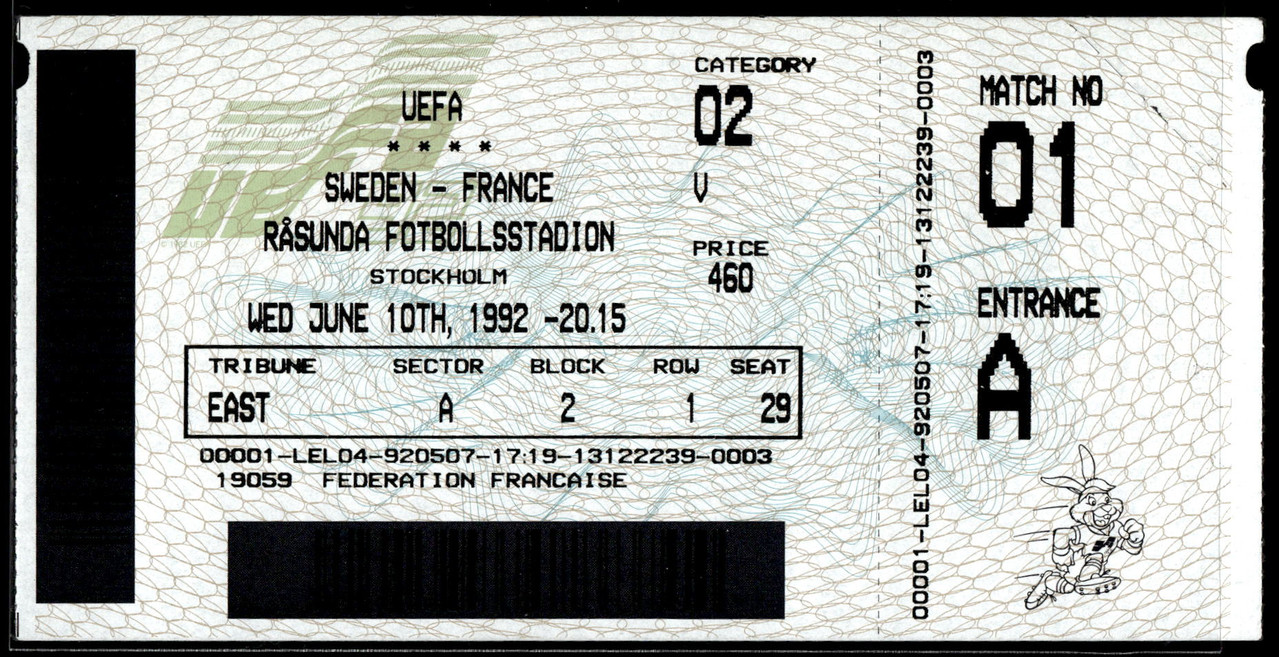 UEFA
* * * *
SWEDEN - FRANCE
RÅSUNDA FOTBOLLSSTADION
STOCKHOLM
WED JUNE 10TH, 1992 -20.15
CATEGORY
02
V
PRICE
460
TRIBUNE SECTOR BLOCK ROW SEAT
EAST A 2 1 29
00001-LEL04-920507-17:19-13122239-0003
19059 FEDERATION FRANCAISE
00001-LEL04-920507-17:19-13122239-0003
MATCH NO
01
ENTRANCE
A